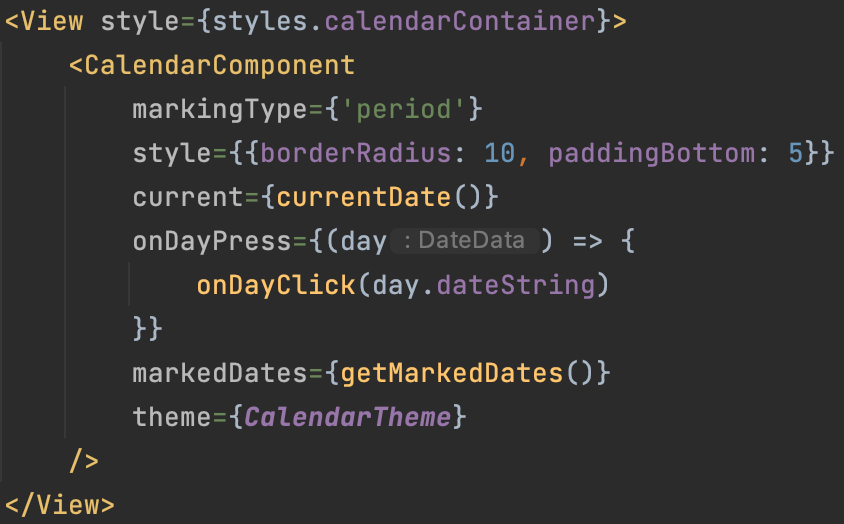 <View style={styles.calendarContainer}>
<CalendarComponent
markingType={'period'}
style={{borderRadius: 10, paddingBottom: 5}}
current={currentDate()}
onDayPress={(day : DateData ) => {
onDayClick(day.dateString)
}}
markedDates={getMarkedDates()}
theme={CalendarTheme}
/>
</View>